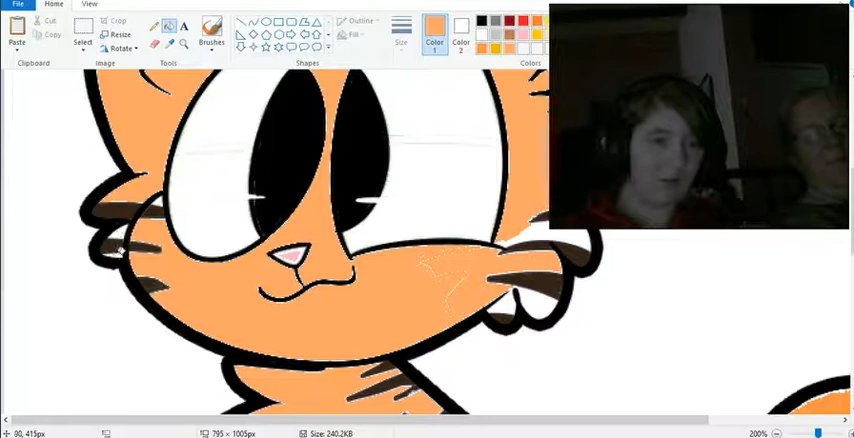 File Home View
Paste
Cut
Copy
Clipboard
Select
Crop
Resize
Rotate
Image
A
Tools
Brushes
Outline
Fill
Shapes
Size
Color
1
Color
2
Colors
90, 415px 795 × 1005px Size: 240.2KB 200%